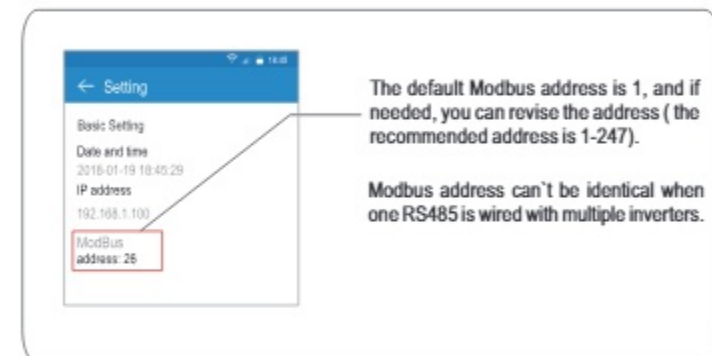 18:45
← Setting
Basic Setting
Date and time
2018-01-19 18:45:29
IP address
192.168.1.100
ModBus
address: 26
The default Modbus address is 1, and if
needed, you can revise the address ( the
recommended address is 1-247).
Modbus address can`t be identical when
one RS485 is wired with multiple inverters.